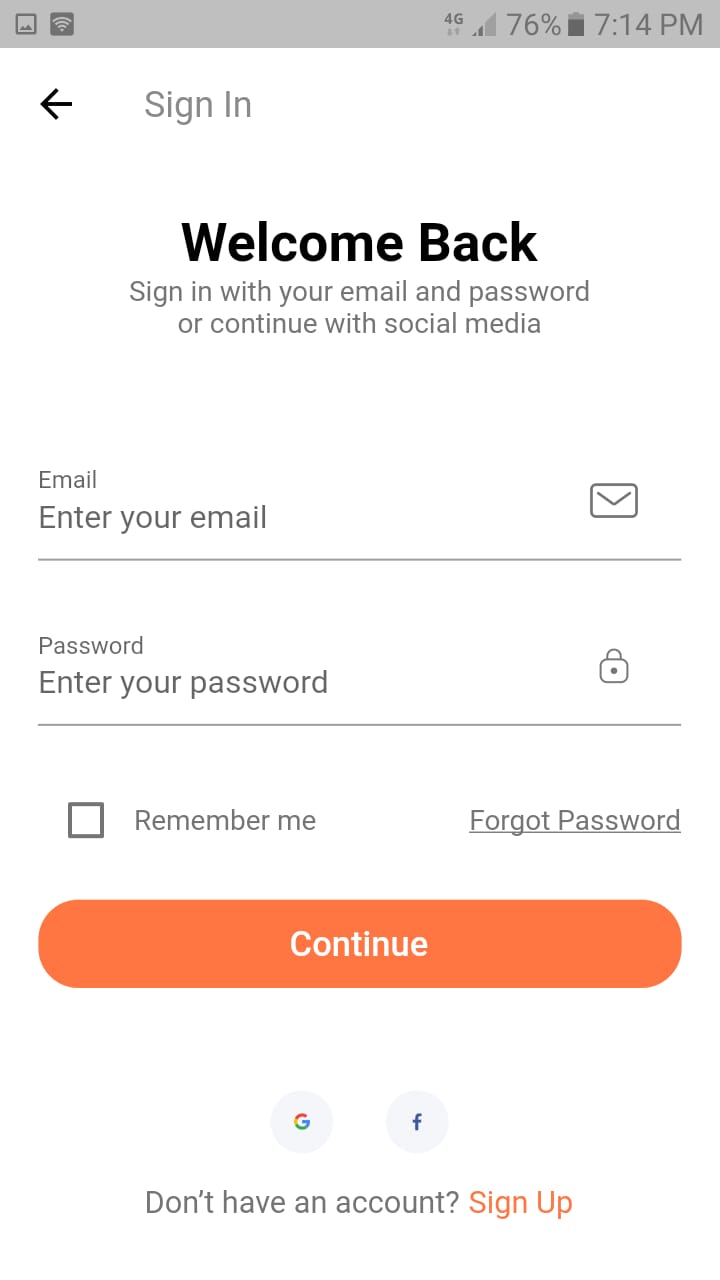 4G 76% 7:14 PM
Sign In
Welcome Back
Sign in with your email and password
or continue with social media
Email
Enter your email
Password
Enter your password
Remember me Forgot Password
Continue
G f
Don’t have an account? Sign Up